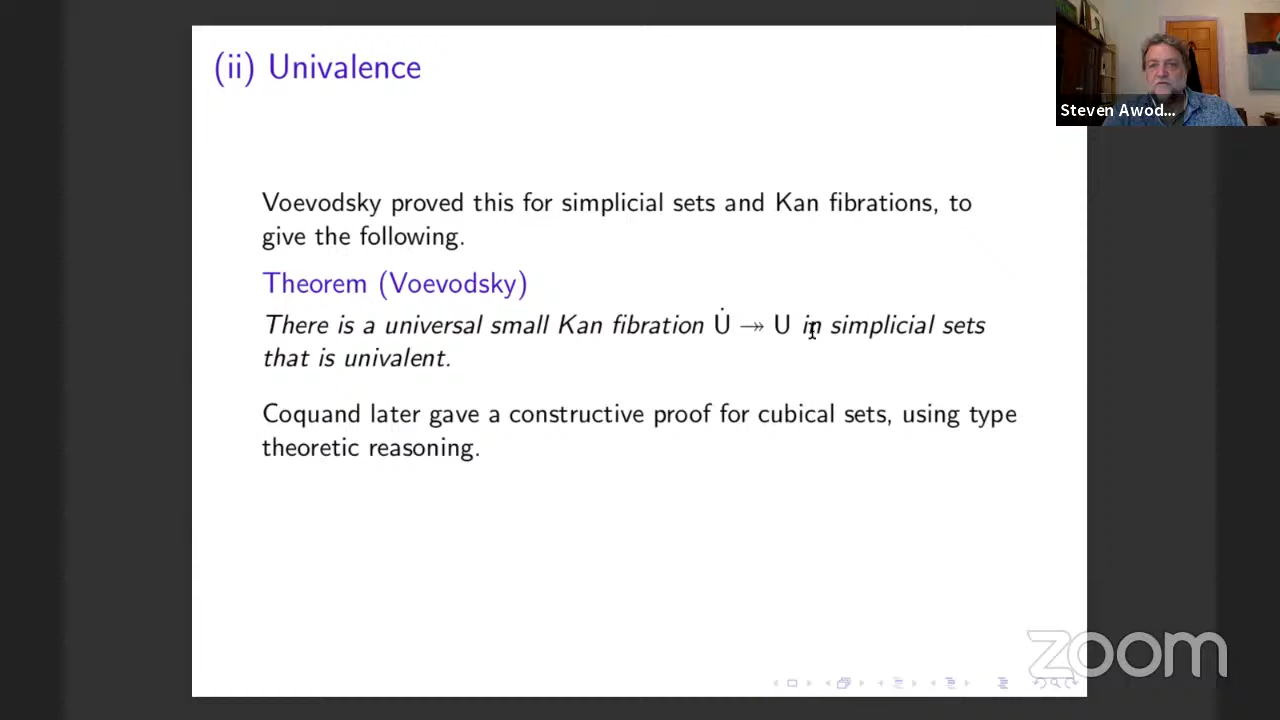 (ii) Univalence
Steven Awod...
Voevodsky proved this for simplicial sets and Kan fibrations, to
give the following.
Theorem (Voevodsky)
There is a universal small Kan fibration U̇ ↠ U in simplicial sets
that is univalent.
Coquand later gave a constructive proof for cubical sets, using type
theoretic reasoning.
zoom